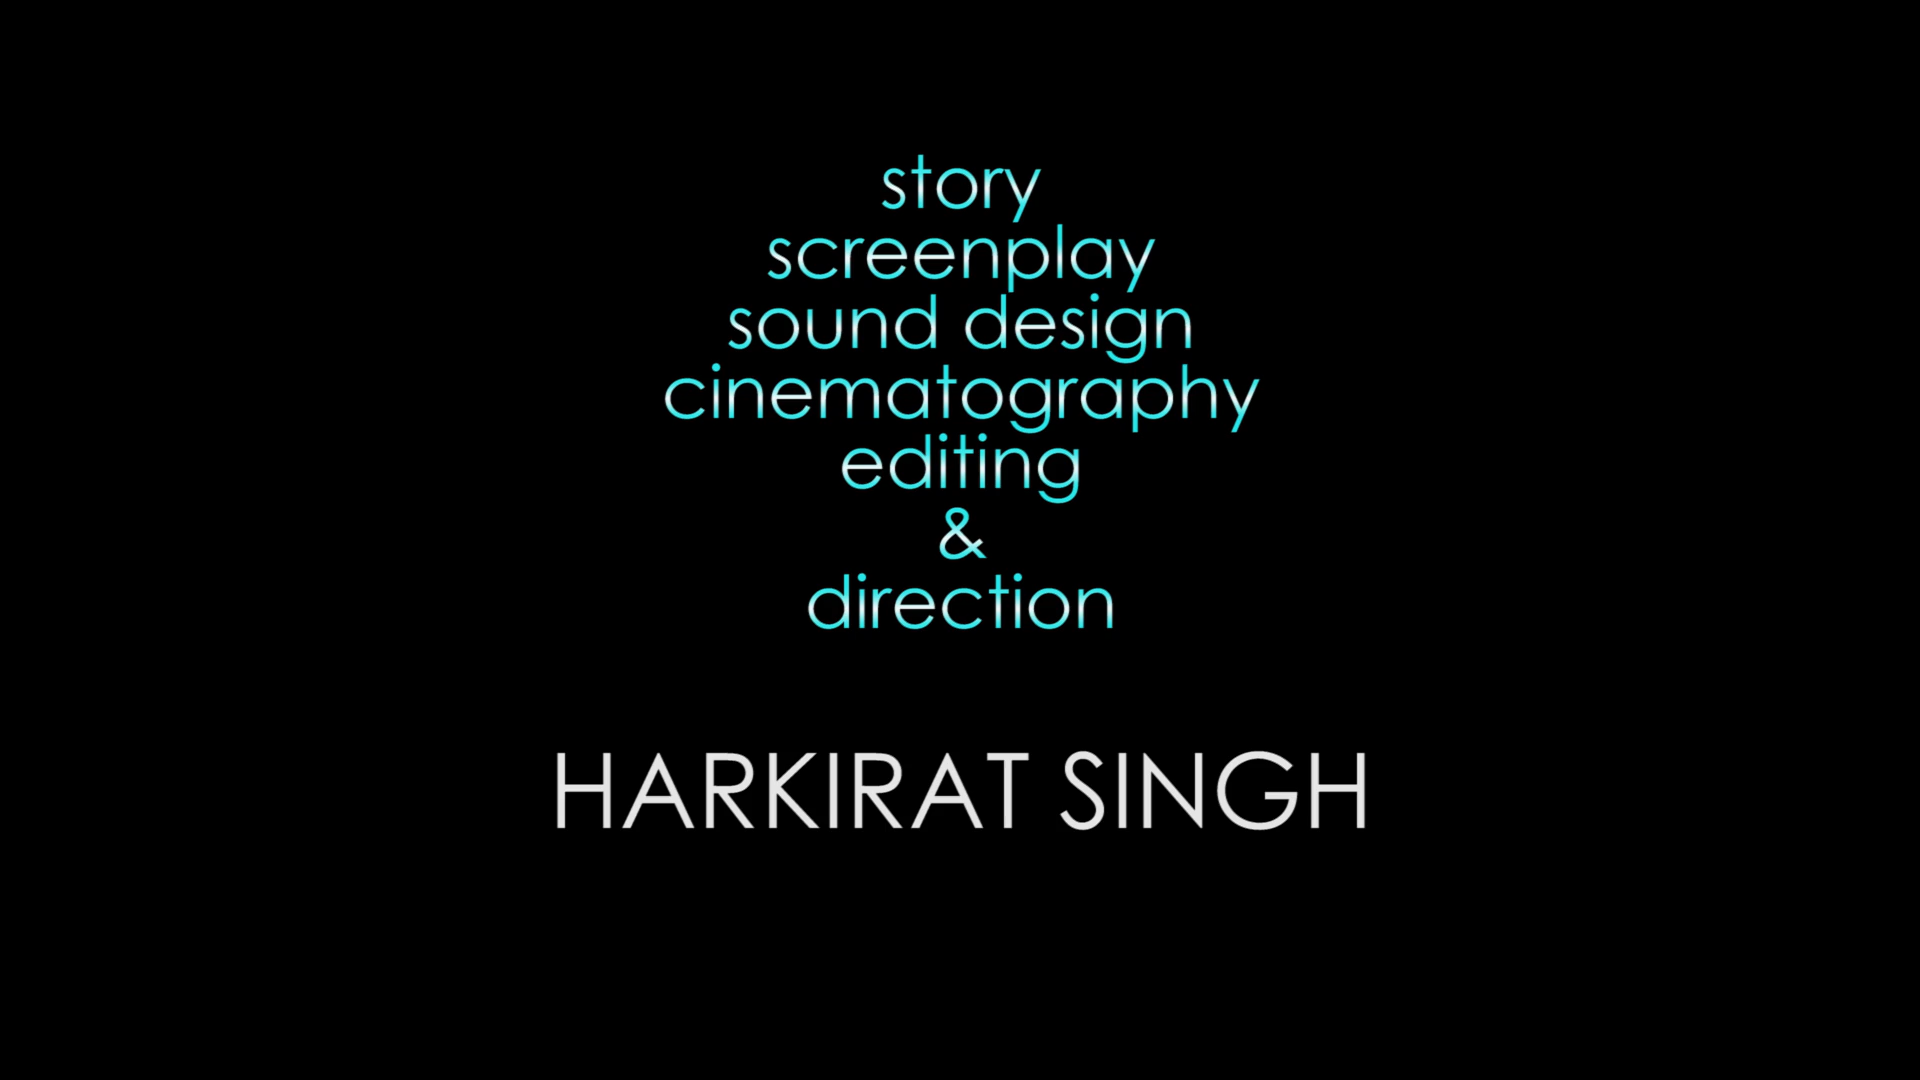 story
screenplay
sound design
cinematography
editing
&
direction
HARKIRAT SINGH